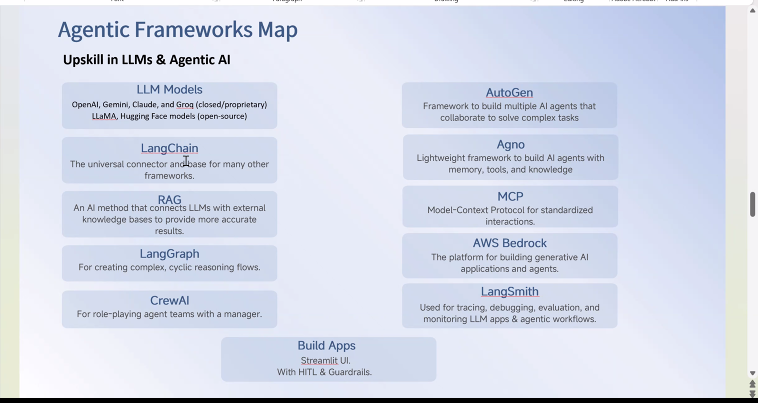 Agentic Frameworks Map
Upskill in LLMs & Agentic AI
LLM Models
OpenAI, Gemini, Claude, and Groq (closed/proprietary)
LLaMA, Hugging Face models (open-source)
LangChain
The universal connector and base for many other
frameworks.
RAG
An AI method that connects LLMs with external
knowledge bases to provide more accurate
results.
LangGraph
For creating complex, cyclic reasoning flows.
CrewAI
For role-playing agent teams with a manager.
AutoGen
Framework to build multiple AI agents that
collaborate to solve complex tasks
Agno
Lightweight framework to build AI agents with
memory, tools, and knowledge
MCP
Model-Context Protocol for standardized
interactions.
AWS Bedrock
The platform for building generative AI
applications and agents.
LangSmith
Used for tracing, debugging, evaluation, and
monitoring LLM apps & agentic workflows.
Build Apps
Streamlit UI.
With HITL & Guardrails.